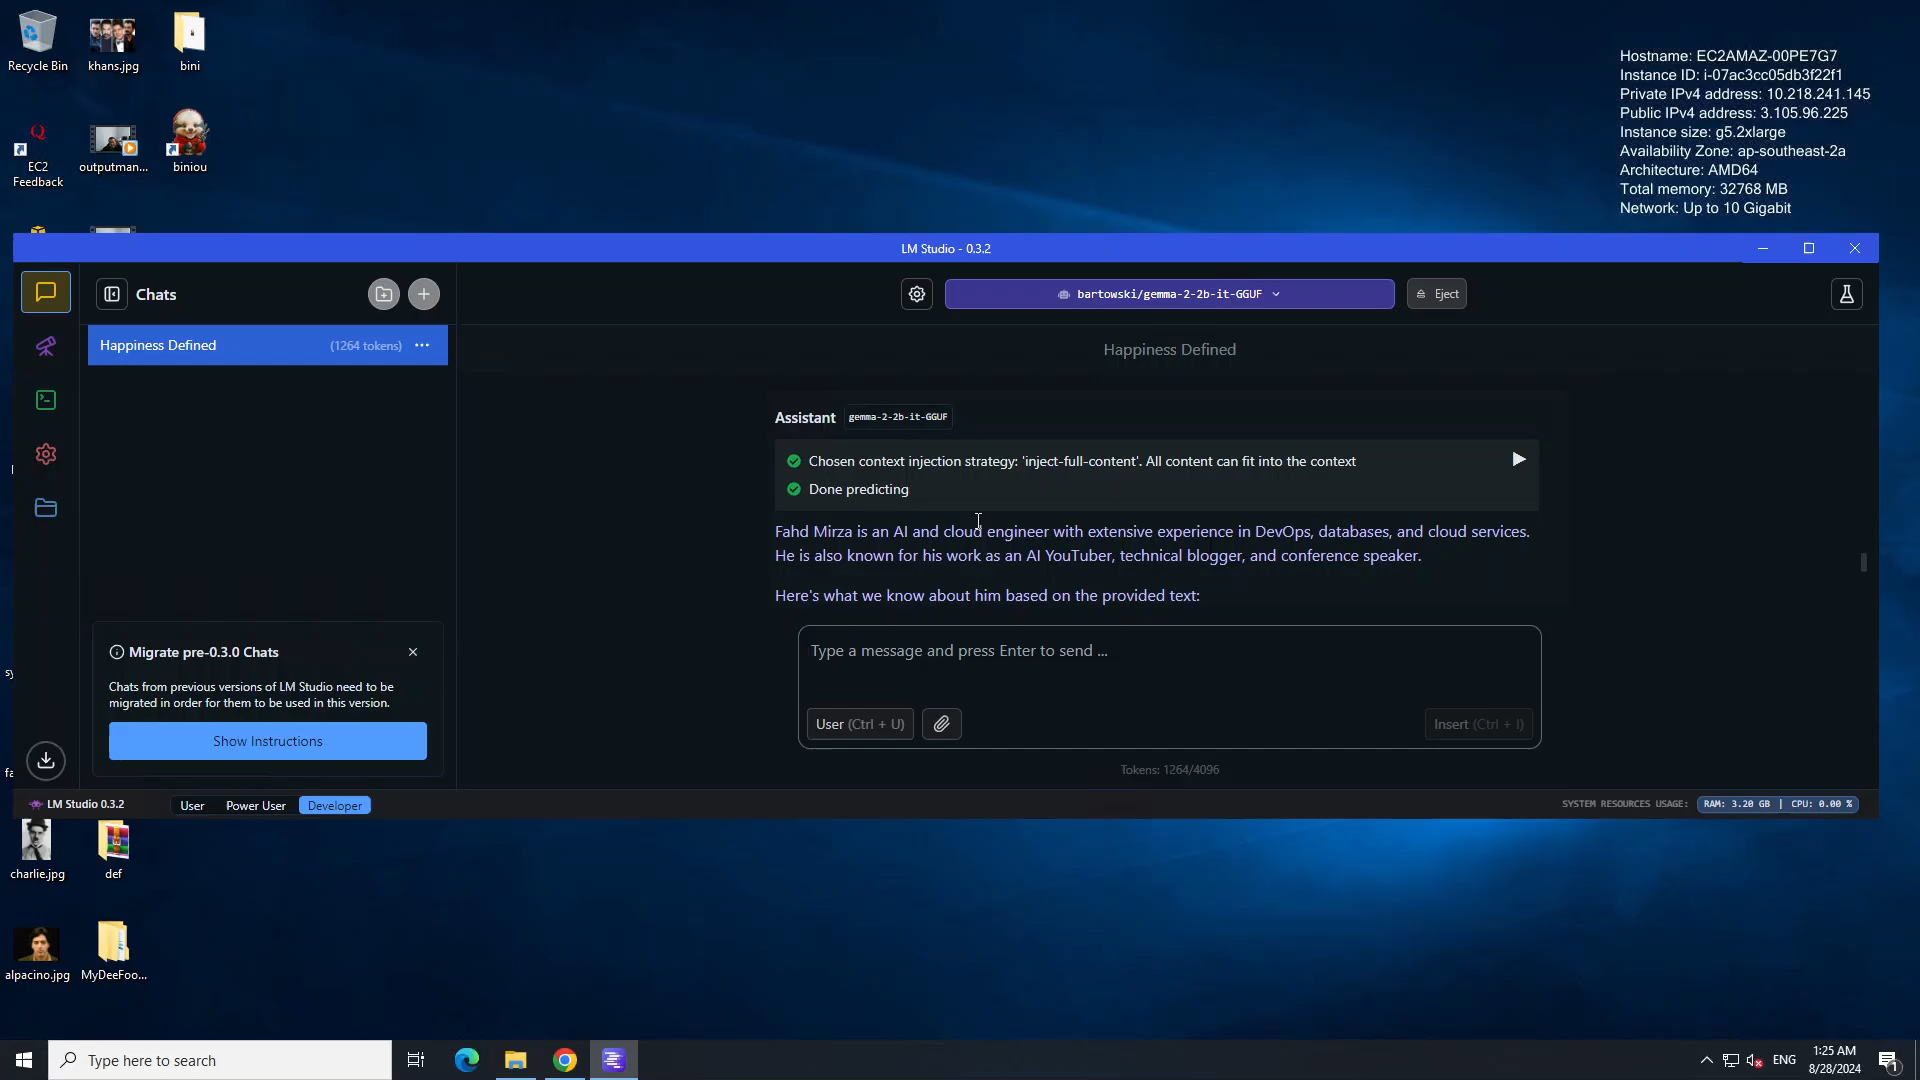 Recycle Bin
khans.jpg
bini
EC2
Feedback
outputman...
biniou
Hostname: EC2AMAZ-00PE7G7
Instance ID: i-07ac3cc05db3f22f1
Private IPv4 address: 10.218.241.145
Public IPv4 address: 3.105.96.225
Instance size: g5.2xlarge
Availability Zone: ap-southeast-2a
Architecture: AMD64
Total memory: 32768 MB
Network: Up to 10 Gigabit
LM Studio - 0.3.2
Chats
bartowski/gemma-2-2b-it-GGUF
Eject
Happiness Defined (1264 tokens) ...
Happiness Defined
Assistant gemma-2-2b-it-GGUF
Chosen context injection strategy: 'inject-full-content'. All content can fit into the context
Done predicting
Fahd Mirza is an AI and cloud engineer with extensive experience in DevOps, databases, and cloud services.
He is also known for his work as an AI YouTuber, technical blogger, and conference speaker.
Here's what we know about him based on the provided text:
Type a message and press Enter to send ...
User (Ctrl + U)
Insert (Ctrl + I)
Tokens: 1264/4096
Migrate pre-0.3.0 Chats
Chats from previous versions of LM Studio need to be
migrated in order for them to be used in this version.
Show Instructions
LM Studio 0.3.2
User
Power User
Developer
SYSTEM RESOURCES USAGE: RAM: 3.20 GB | CPU: 0.00 %
sy
fa
charlie.jpg
def
alpacino.jpg
MyDeeFoo...
Type here to search
ENG
1:25 AM
8/28/2024
1